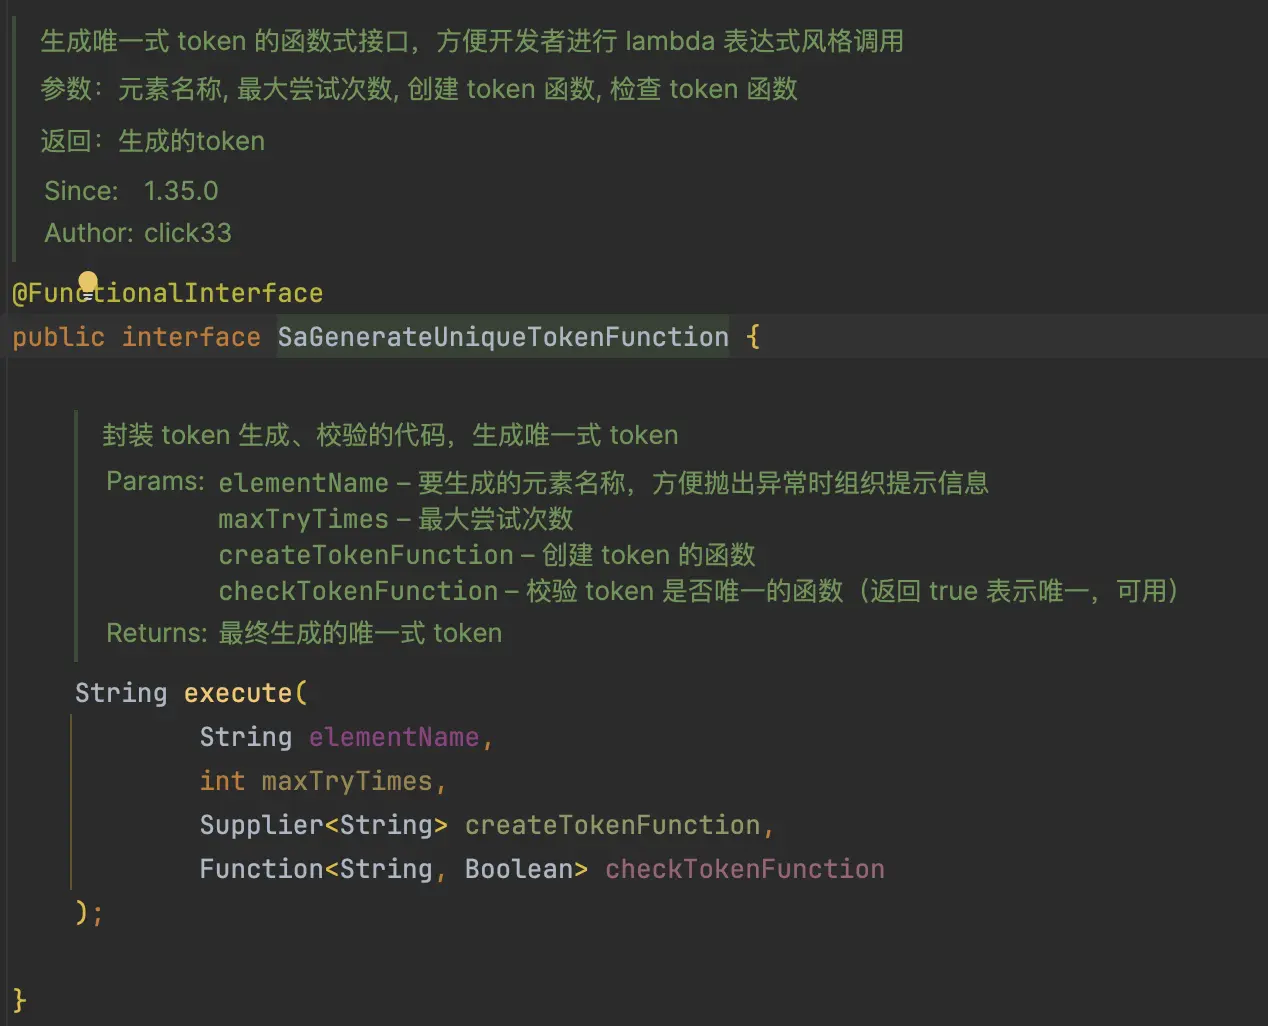 生成唯一式 token 的函数式接口，方便开发者进行 lambda 表达式风格调用
参数：元素名称, 最大尝试次数, 创建 token 函数, 检查 token 函数
返回：生成的token
Since: 1.35.0
Author: click33
@FunctionalInterface
public interface SaGenerateUniqueTokenFunction {
封装 token 生成、校验的代码，生成唯一式 token
Params: elementName – 要生成的元素名称，方便抛出异常时组织提示信息
maxTryTimes – 最大尝试次数
createTokenFunction – 创建 token 的函数
checkTokenFunction – 校验 token 是否唯一的函数（返回 true 表示唯一，可用）
Returns: 最终生成的唯一式 token
String execute(
String elementName,
int maxTryTimes,
Supplier<String> createTokenFunction,
Function<String, Boolean> checkTokenFunction
);
}